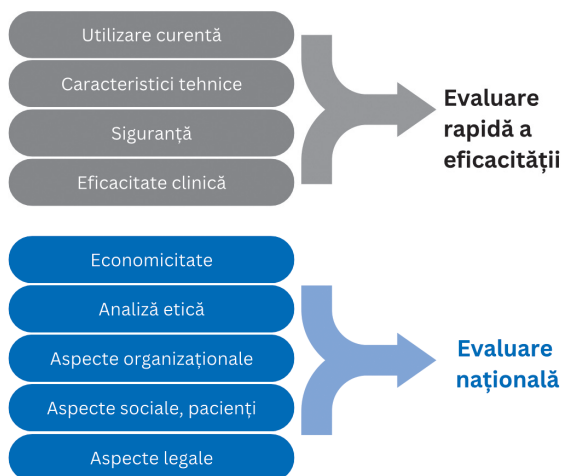 Utilizare curentă
Caracteristici tehnice
Siguranță
Eficacitate clinică
Evaluare
rapidă a
eficacității
Economicitate
Analiză etică
Aspecte organizaționale
Aspecte sociale, pacienți
Aspecte legale
Evaluare
națională